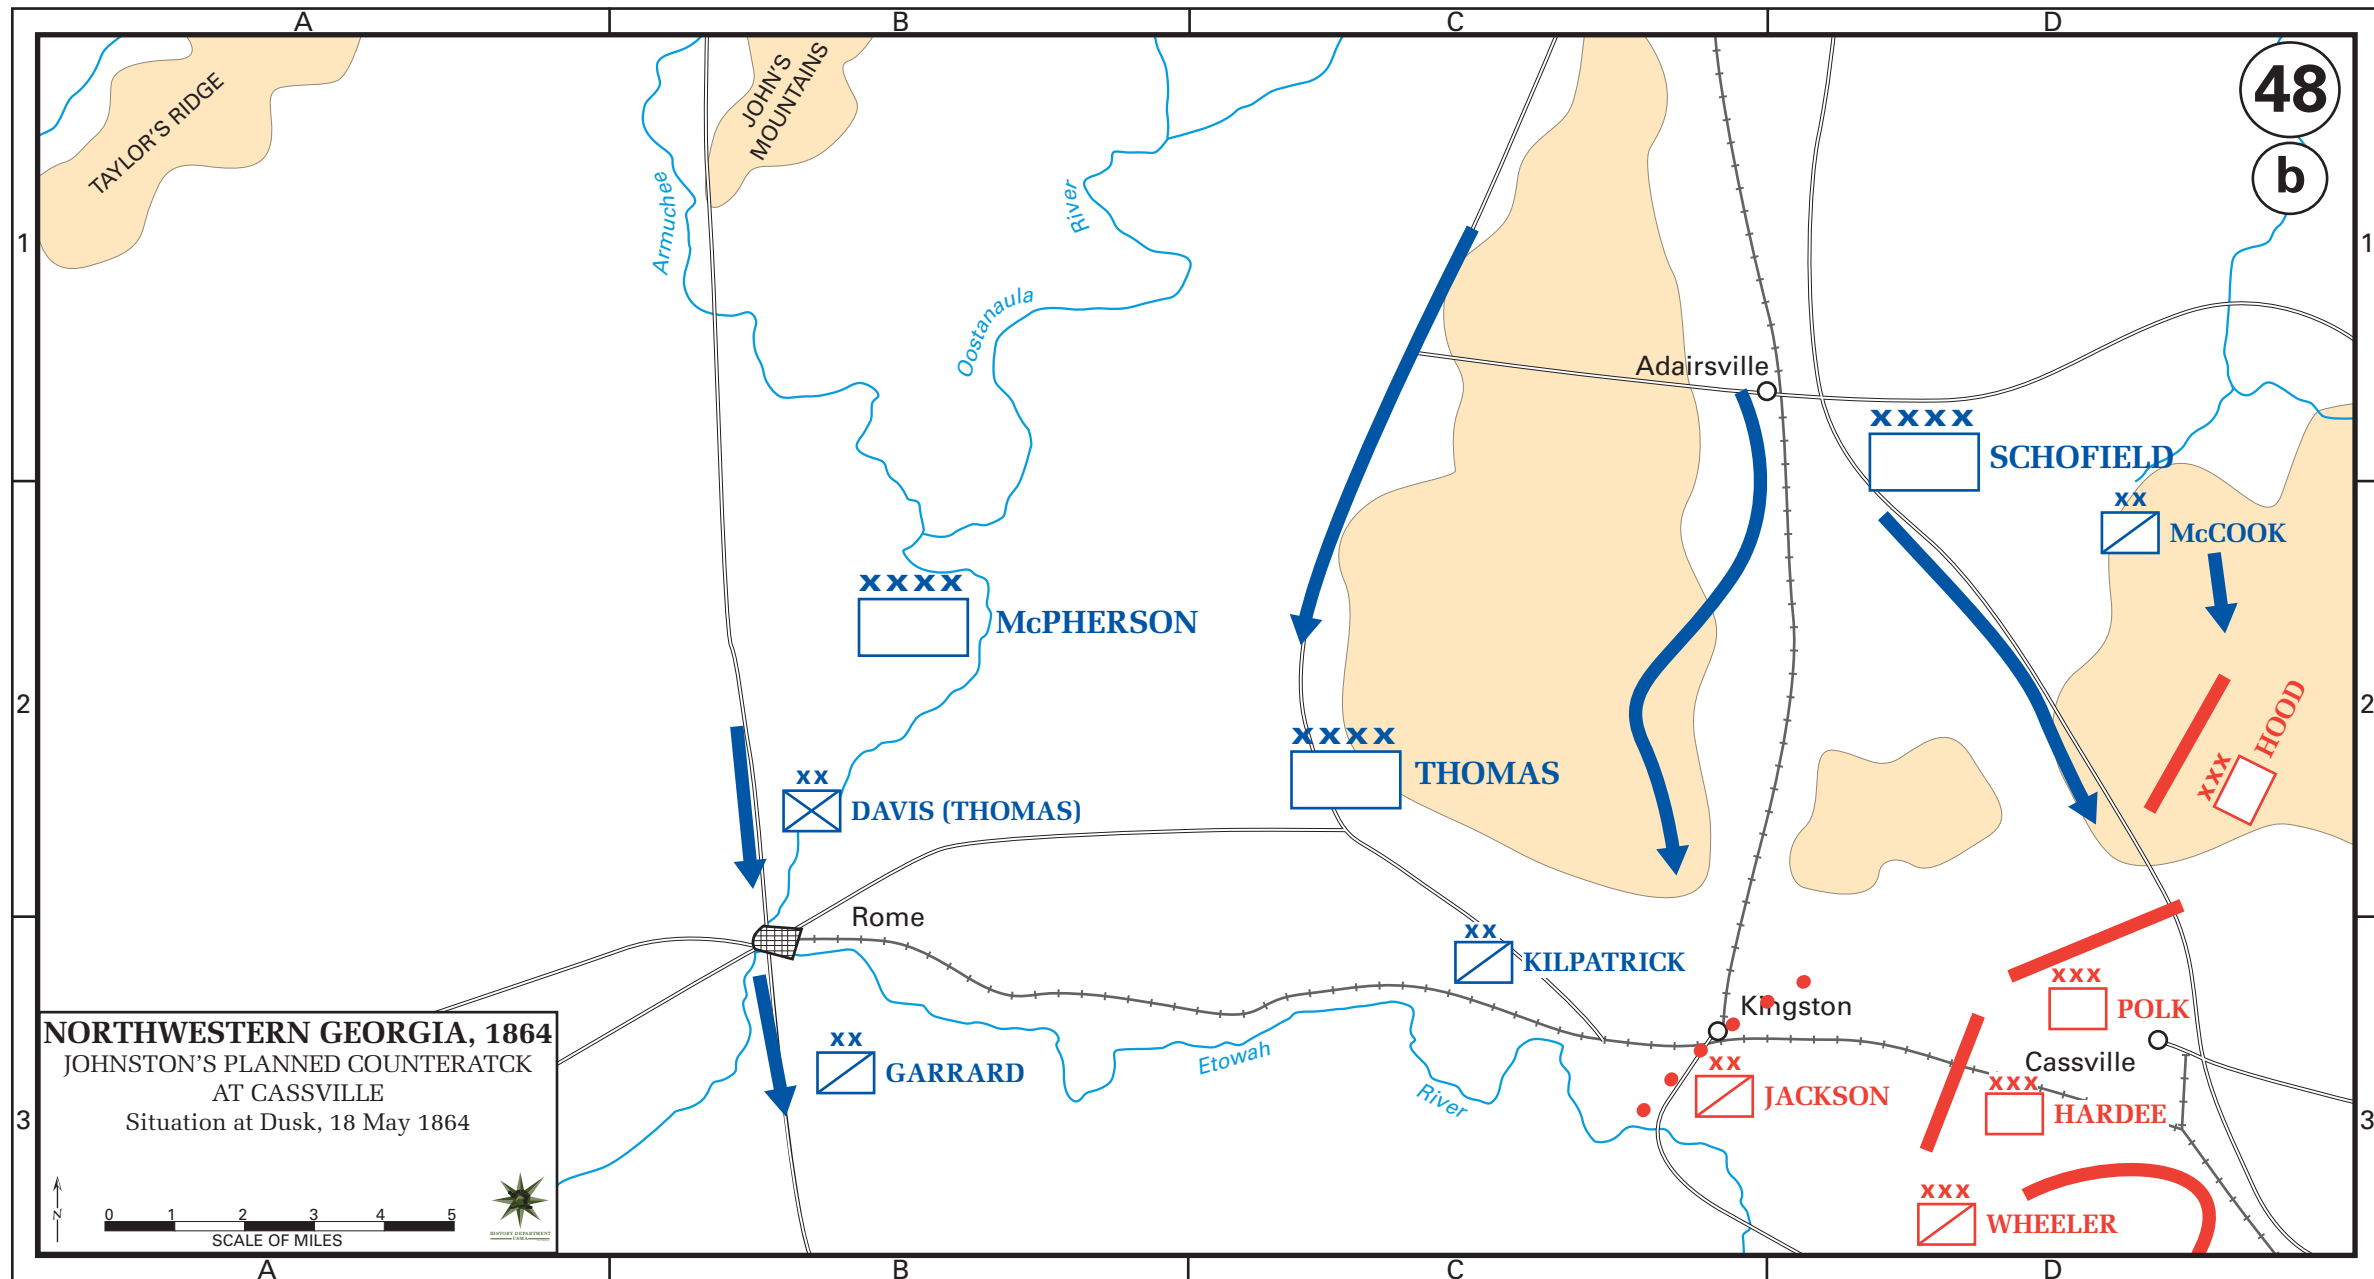 A
B
C
D
48
b
TAYLOR'S RIDGE
JOHN'S
MOUNTAINS
Armuchee
River
Oostanaula
1
1
Adairsville
XXXX
SCHOFIELD
XX
McCOOK
XXXX
McPHERSON
2
2
HOOD
XXX
XXXX
THOMAS
XX
DAVIS (THOMAS)
Rome
XX
KILPATRICK
XXX
POLK
Kingston
Cassville
XX
GARRARD
Etowah
River
XX
JACKSON
XXX
HARDEE
3
3
XXX
WHEELER
NORTHWESTERN GEORGIA, 1864
JOHNSTON'S PLANNED COUNTERATCK
AT CASSVILLE
Situation at Dusk, 18 May 1864
N
0 1 2 3 4 5
SCALE OF MILES
HISTORY DEPARTMENT
USMA
A
B
C
D